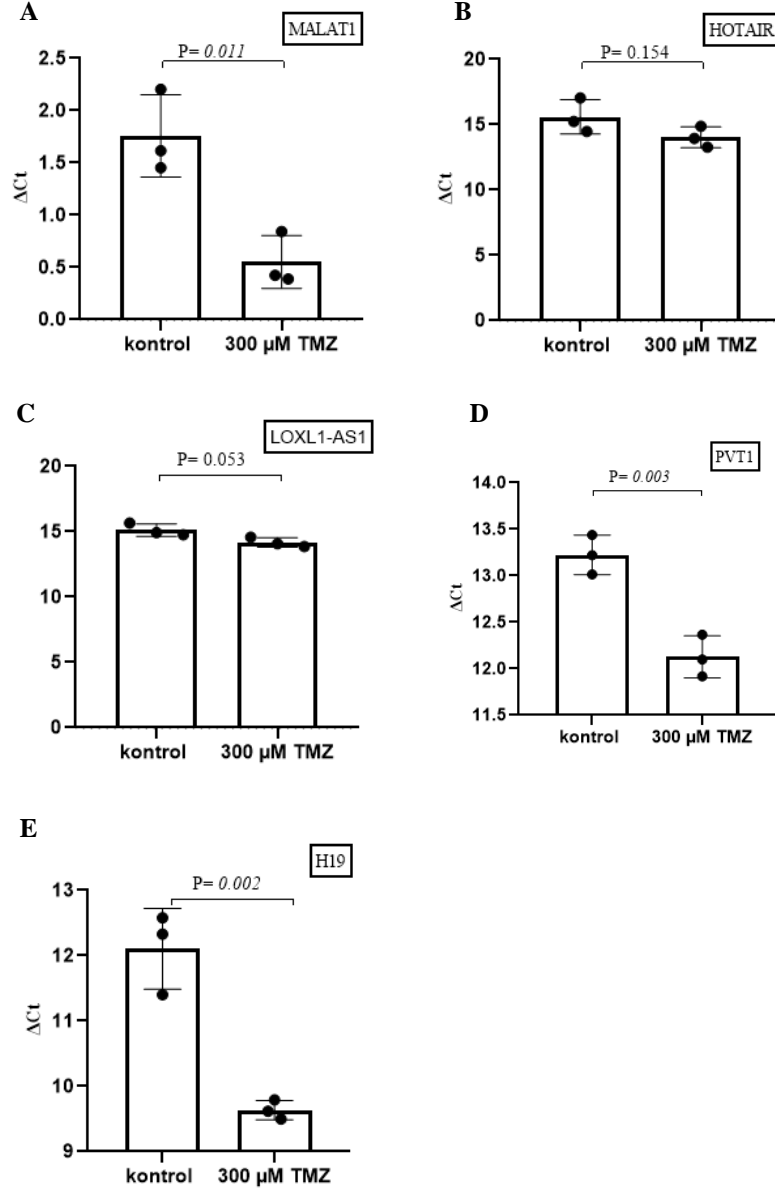 A
MALAT1
P= 0.011
2.5
2.0
1.5
1.0
0.5
0.0
ΔCt
kontrol 300 µM TMZ
B
HOTAIR
P= 0.154
20
15
10
5
0
ΔCt
kontrol 300 µM TMZ
C
LOXL1-AS1
P= 0.053
20
15
10
5
0
kontrol 300 µM TMZ
D
PVT1
P= 0.003
14.0
13.5
13.0
12.5
12.0
11.5
ΔCt
kontrol 300 µM TMZ
E
H19
P= 0.002
13
12
11
10
9
ΔCt
kontrol 300 µM TMZ